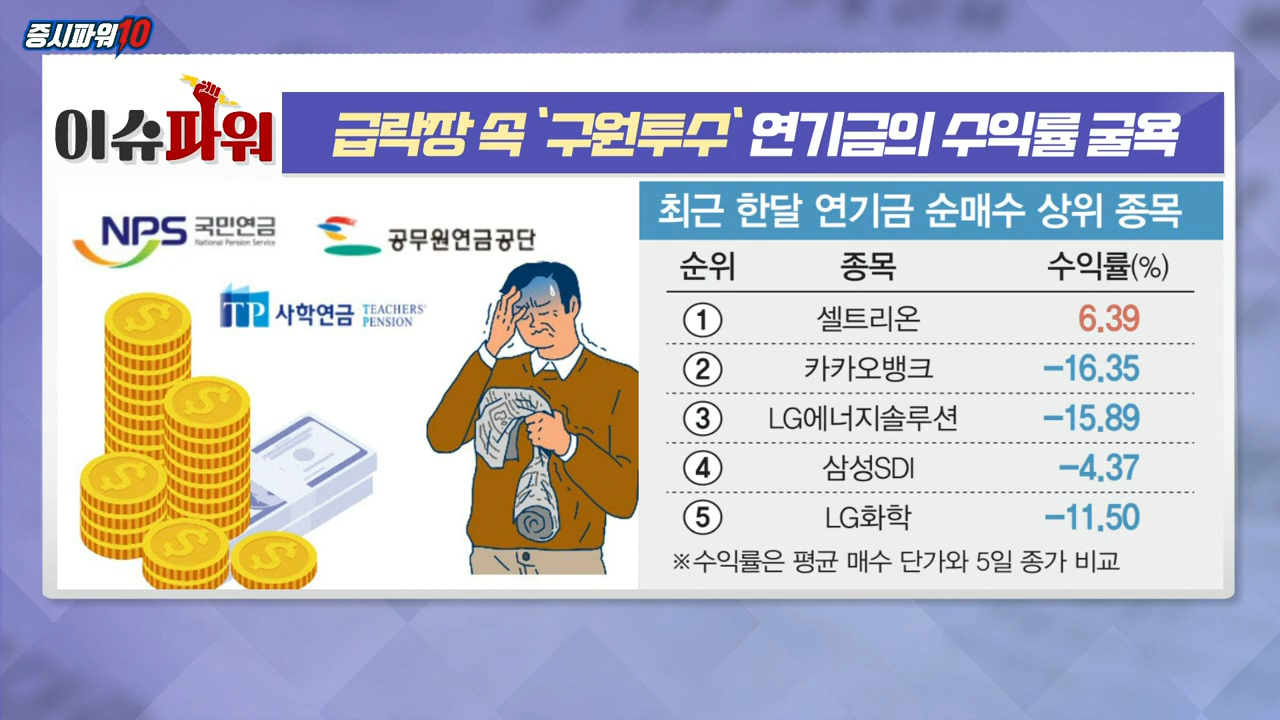 증시파워10
이슈파워
급락장 속 '구원투수' 연기금의 수익률 굴욕
NPS 국민연금
National Pension Service
공무원연금공단
TP 사학연금 TEACHERS' PENSION
최근 한달 연기금 순매수 상위 종목
순위 종목 수익률(%)
① 셀트리온 6.39
② 카카오뱅크 -16.35
③ LG에너지솔루션 -15.89
④ 삼성SDI -4.37
⑤ LG화학 -11.50
※수익률은 평균 매수 단가와 5일 종가 비교